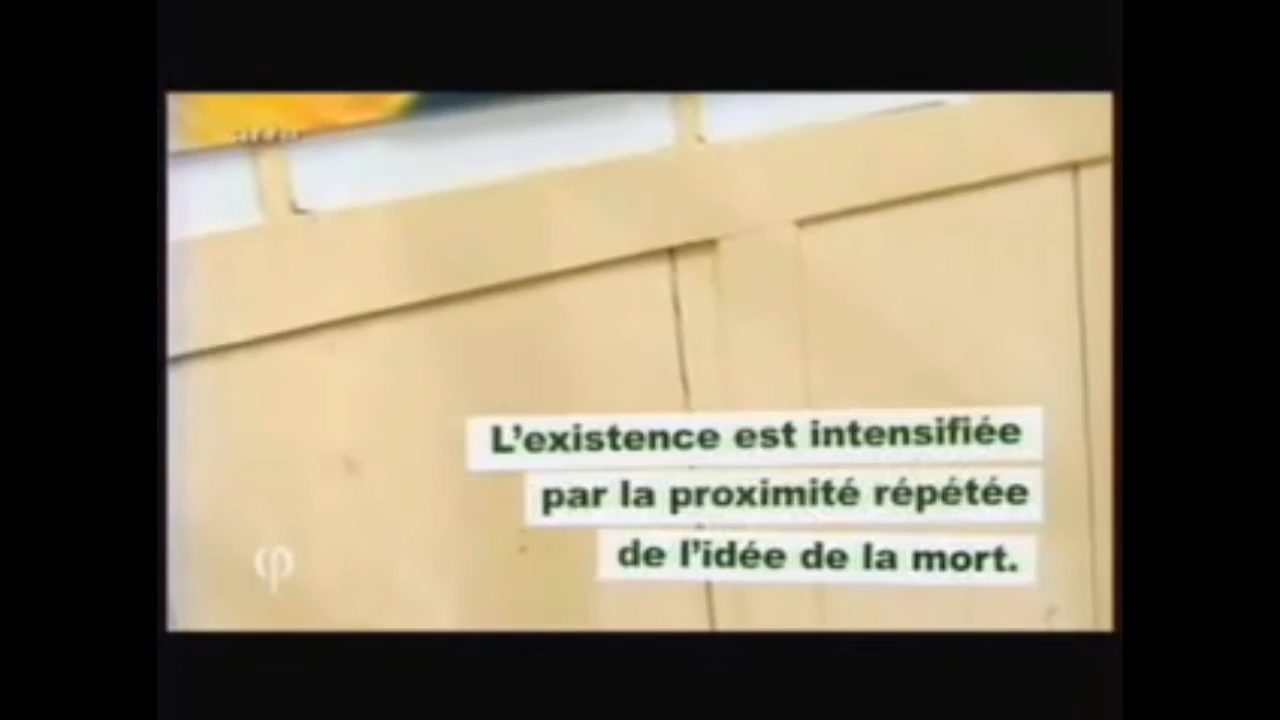 L'existence est intensifiée
par la proximité répétée
de l'idée de la mort.
φ